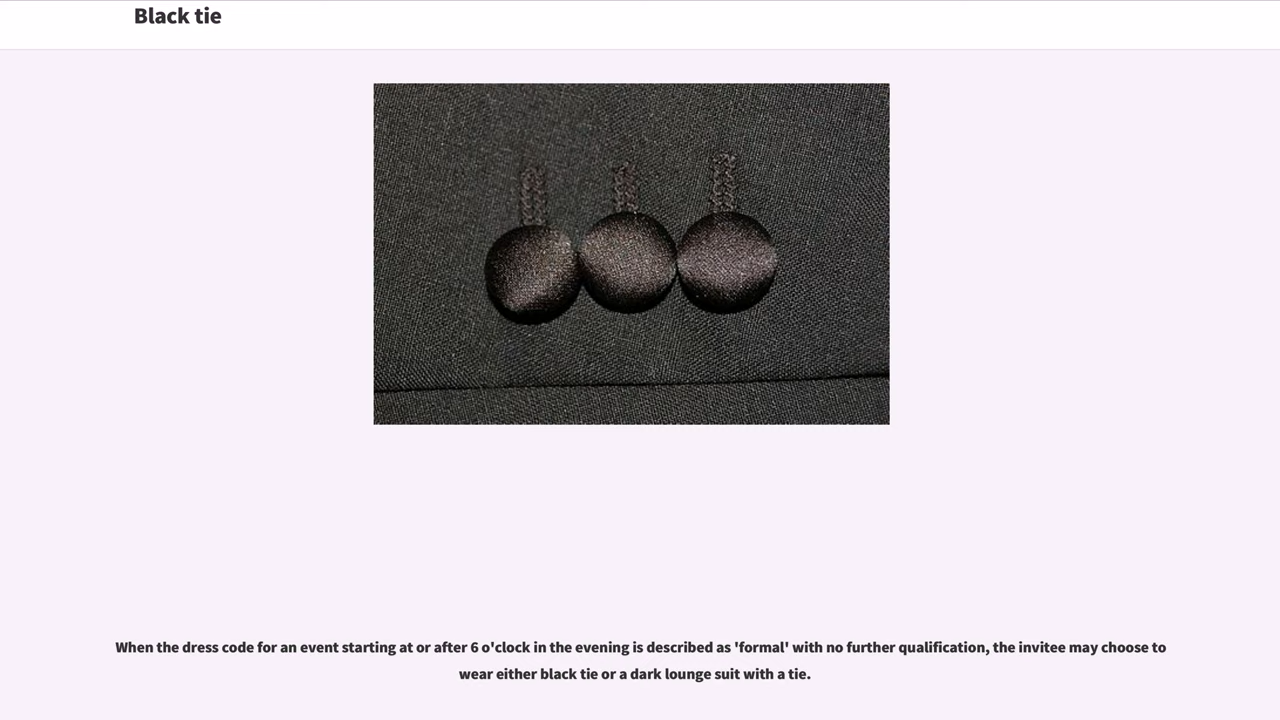 Black tie
When the dress code for an event starting at or after 6 o'clock in the evening is described as 'formal' with no further qualification, the invitee may choose to
wear either black tie or a dark lounge suit with a tie.